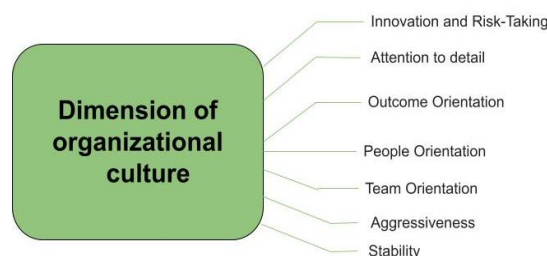 Dimension of
organizational
culture
Innovation and Risk-Taking
Attention to detail
Outcome Orientation
People Orientation
Team Orientation
Aggressiveness
Stability